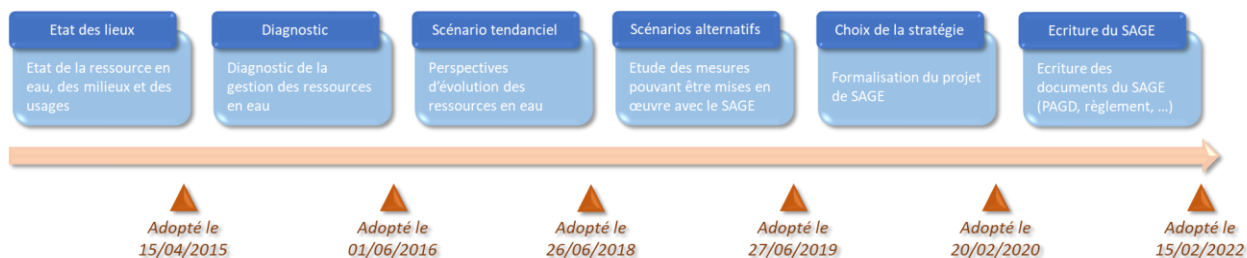 Etat des lieux
Etat de la ressource en
eau, des milieux et des
usages
Diagnostic
Diagnostic de la
gestion des ressources
en eau
Scénario tendanciel
Perspectives
d'évolution des
ressources en eau
Scénarios alternatifs
Etude des mesures
pouvant être mises en
œuvre avec le SAGE
Choix de la stratégie
Formalisation du projet
de SAGE
Ecriture du SAGE
Ecriture des
documents du SAGE
(PAGD, règlement, ...)
Adopté le
15/04/2015
Adopté le
01/06/2016
Adopté le
26/06/2018
Adopté le
27/06/2019
Adopté le
20/02/2020
Adopté le
15/02/2022